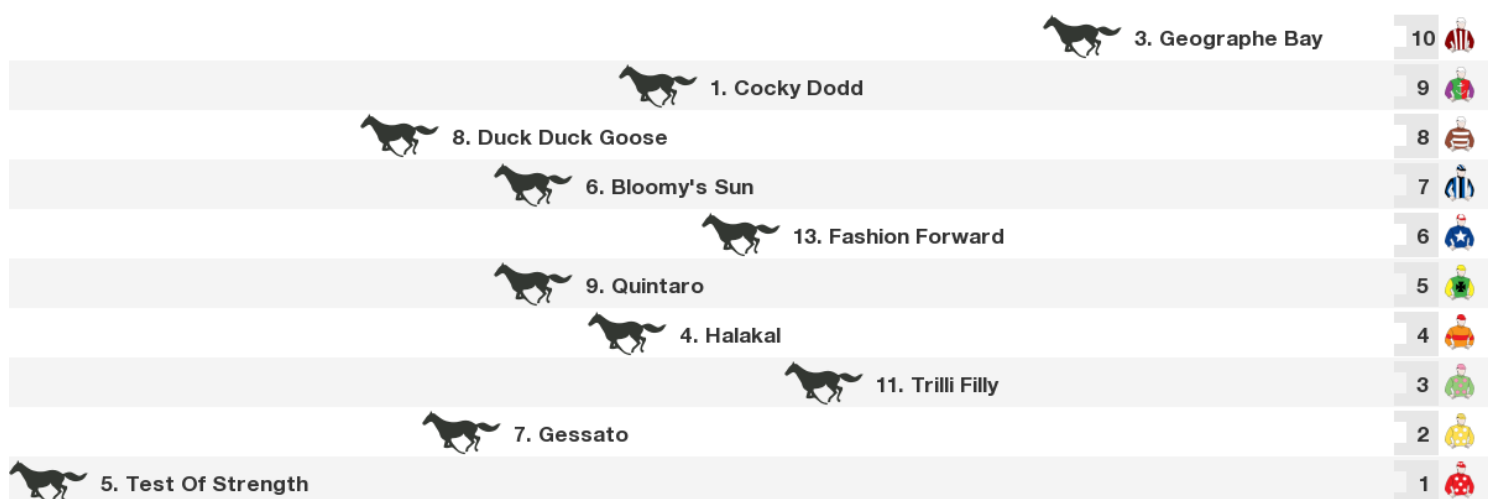 3. Geographe Bay 10
1. Cocky Dodd 9
8. Duck Duck Goose 8
6. Bloomy's Sun 7
13. Fashion Forward 6
9. Quintaro 5
4. Halakal 4
11. Trilli Filly 3
7. Gessato 2
5. Test Of Strength 1